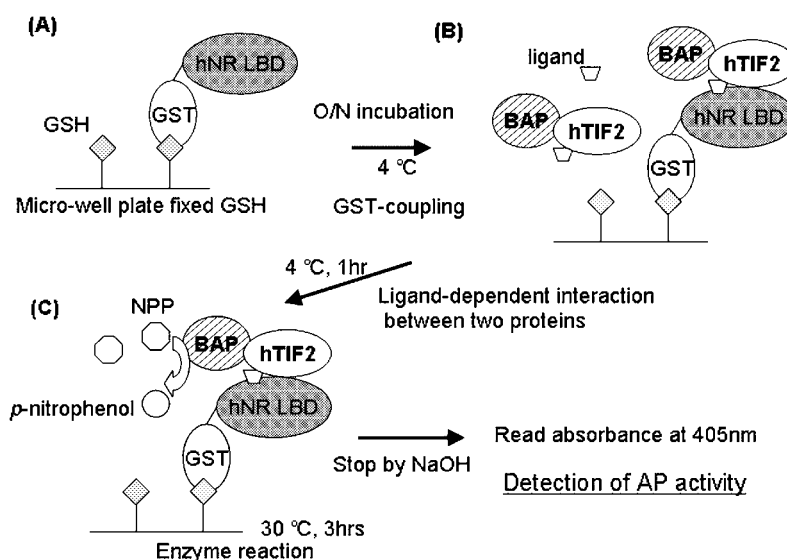 (A)
hNR LBD
GSH
GST
Micro-well plate fixed GSH
O/N incubation
4 °C
GST-coupling
(B)
ligand
BAP
hTIF2
hNR LBD
BAP
hTIF2
GST
4 °C, 1hr
Ligand-dependent interaction
between two proteins
(C)
NPP
BAP
hTIF2
hNR LBD
p-nitrophenol
GST
30 °C, 3hrs
Enzyme reaction
Stop by NaOH
Read absorbance at 405nm
Detection of AP activity